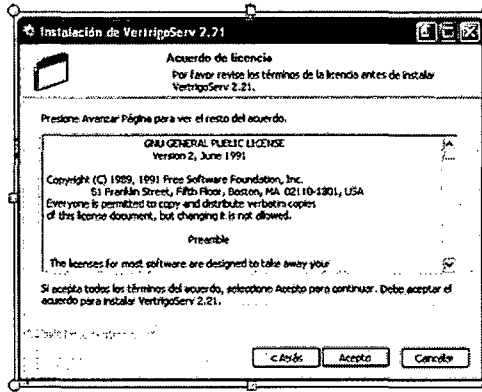 Instalación de VertrigoServ 2.21
Acuerdo de licencia
Por favor revise los términos de la licencia antes de instalar
VertrigoServ 2.21.
Presione Avanzar Página para ver el resto del acuerdo.
GNU GENERAL PUBLIC LICENSE
Version 2, June 1991
Copyright (C) 1989, 1991 Free Software Foundation, Inc.
51 Franklin Street, Fifth Floor, Boston, MA 02110-1301, USA
Everyone is permitted to copy and distribute verbatim copies
of this license document, but changing it is not allowed.
Preamble
The licenses for most software are designed to take away your
Si acepta todos los términos del acuerdo, seleccione Acepto para continuar. Debe aceptar el
acuerdo para instalar VertrigoServ 2.21.
< Atrás Acepto Cancelar